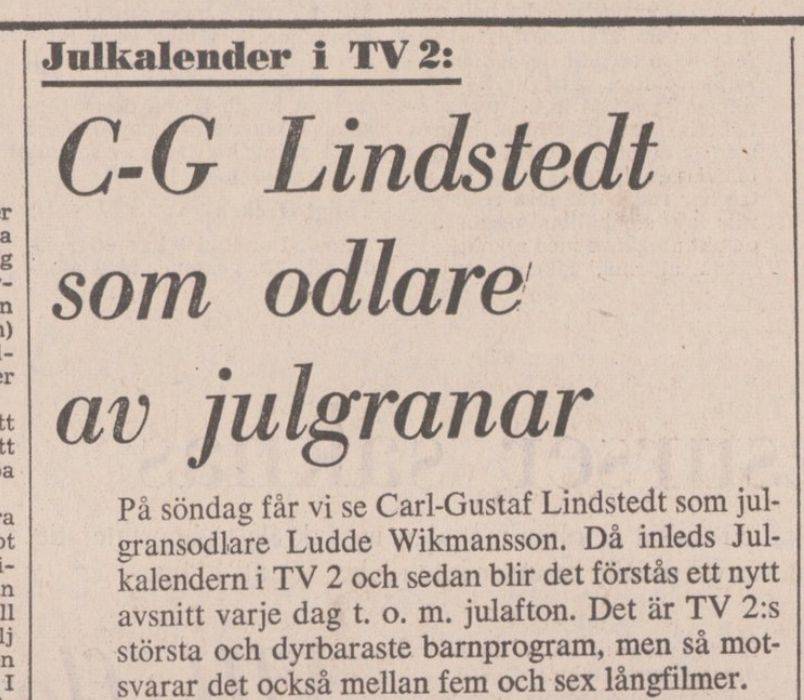 Julkalender i TV 2:
C-G Lindstedt
som odlare
av julgranar
På söndag får vi se Carl-Gustaf Lindstedt som jul-
gransodlare Ludde Wikmansson. Då inleds Jul-
kalendern i TV 2 och sedan blir det förstås ett nytt
avsnitt varje dag t. o. m. julafton. Det är TV 2:s
största och dyrbaraste barnprogram, men så mot-
svarar det också mellan fem och sex långfilmer.